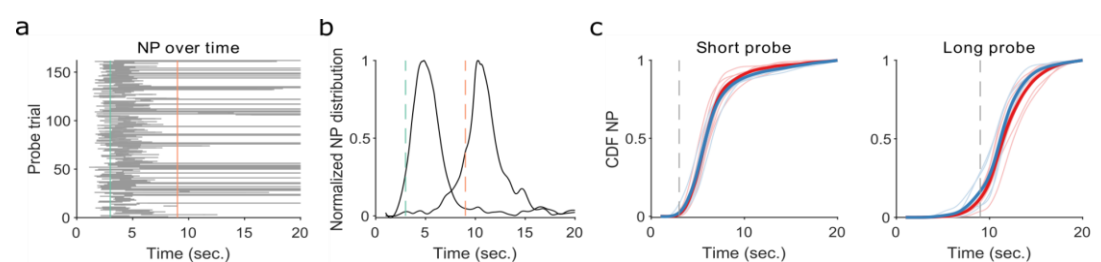 a
NP over time
Probe trial
150
100
50
0
0 5 10 15 20
Time (sec.)
b
Normalized NP distribution
1
0.5
0
0 5 10 15 20
Time (sec.)
c
Short probe
CDF NP
1
0.5
0
0 10 20
Time (sec.)
Long probe
1
0.5
0
0 10 20
Time (sec.)